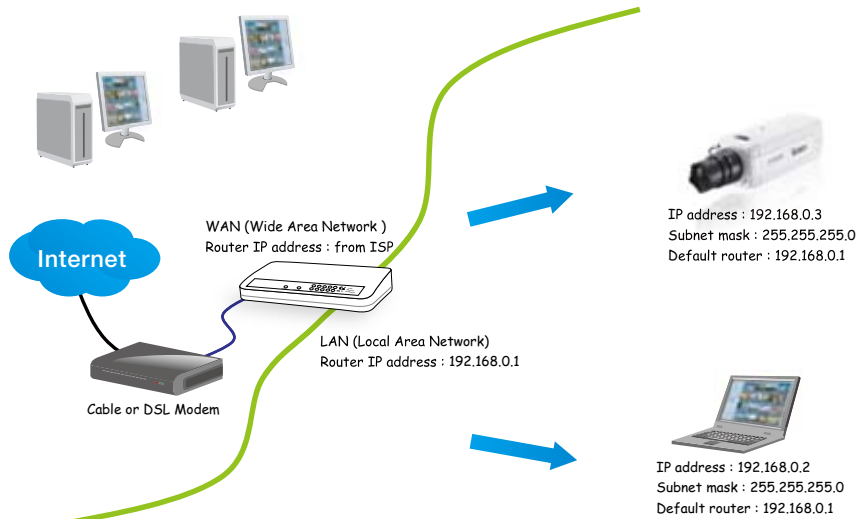 WAN (Wide Area Network )
Router IP address : from ISP
Internet
LAN (Local Area Network)
Router IP address : 192.168.0.1
Cable or DSL Modem
IP address : 192.168.0.3
Subnet mask : 255.255.255.0
Default router : 192.168.0.1
IP address : 192.168.0.2
Subnet mask : 255.255.255.0
Default router : 192.168.0.1